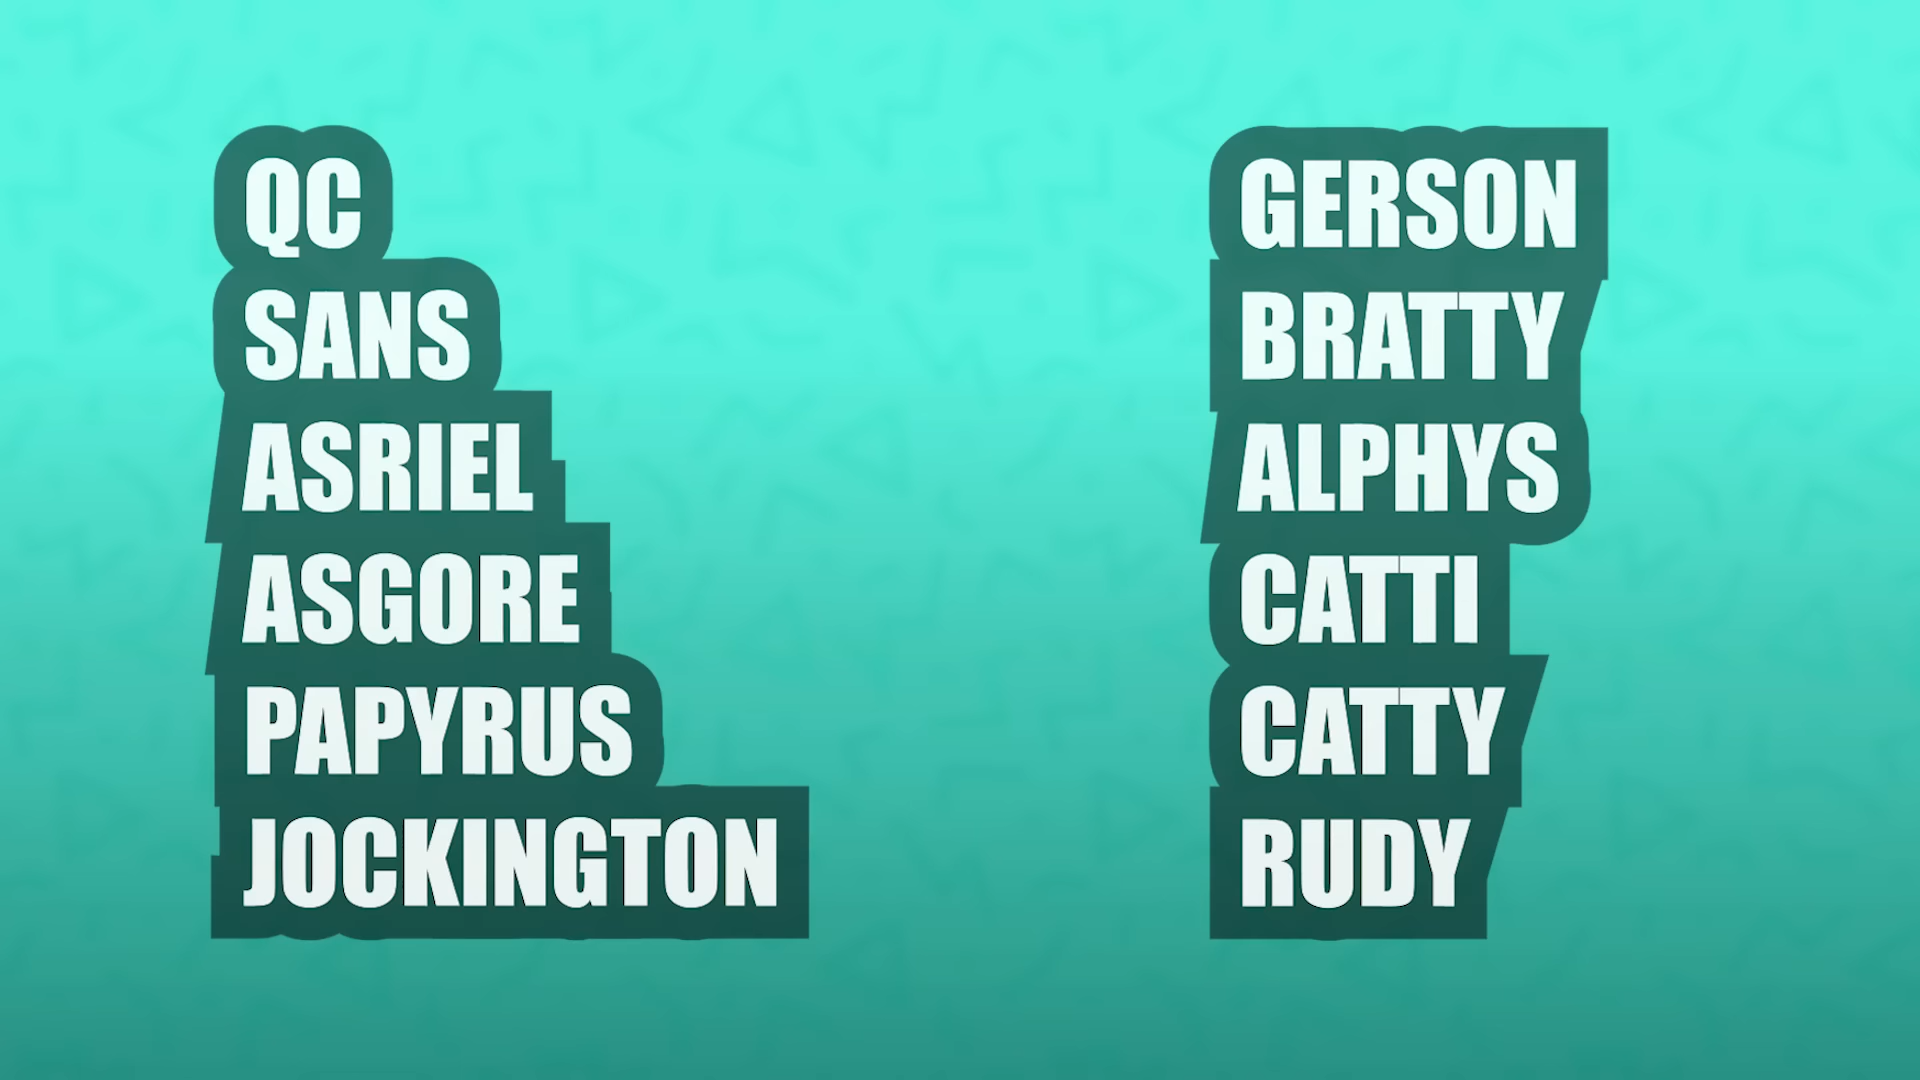 QC
SANS
ASRIEL
ASGORE
PAPYRUS
JOCKINGTON
GERSON
BRATTY
ALPHYS
CATTI
CATTY
RUDY